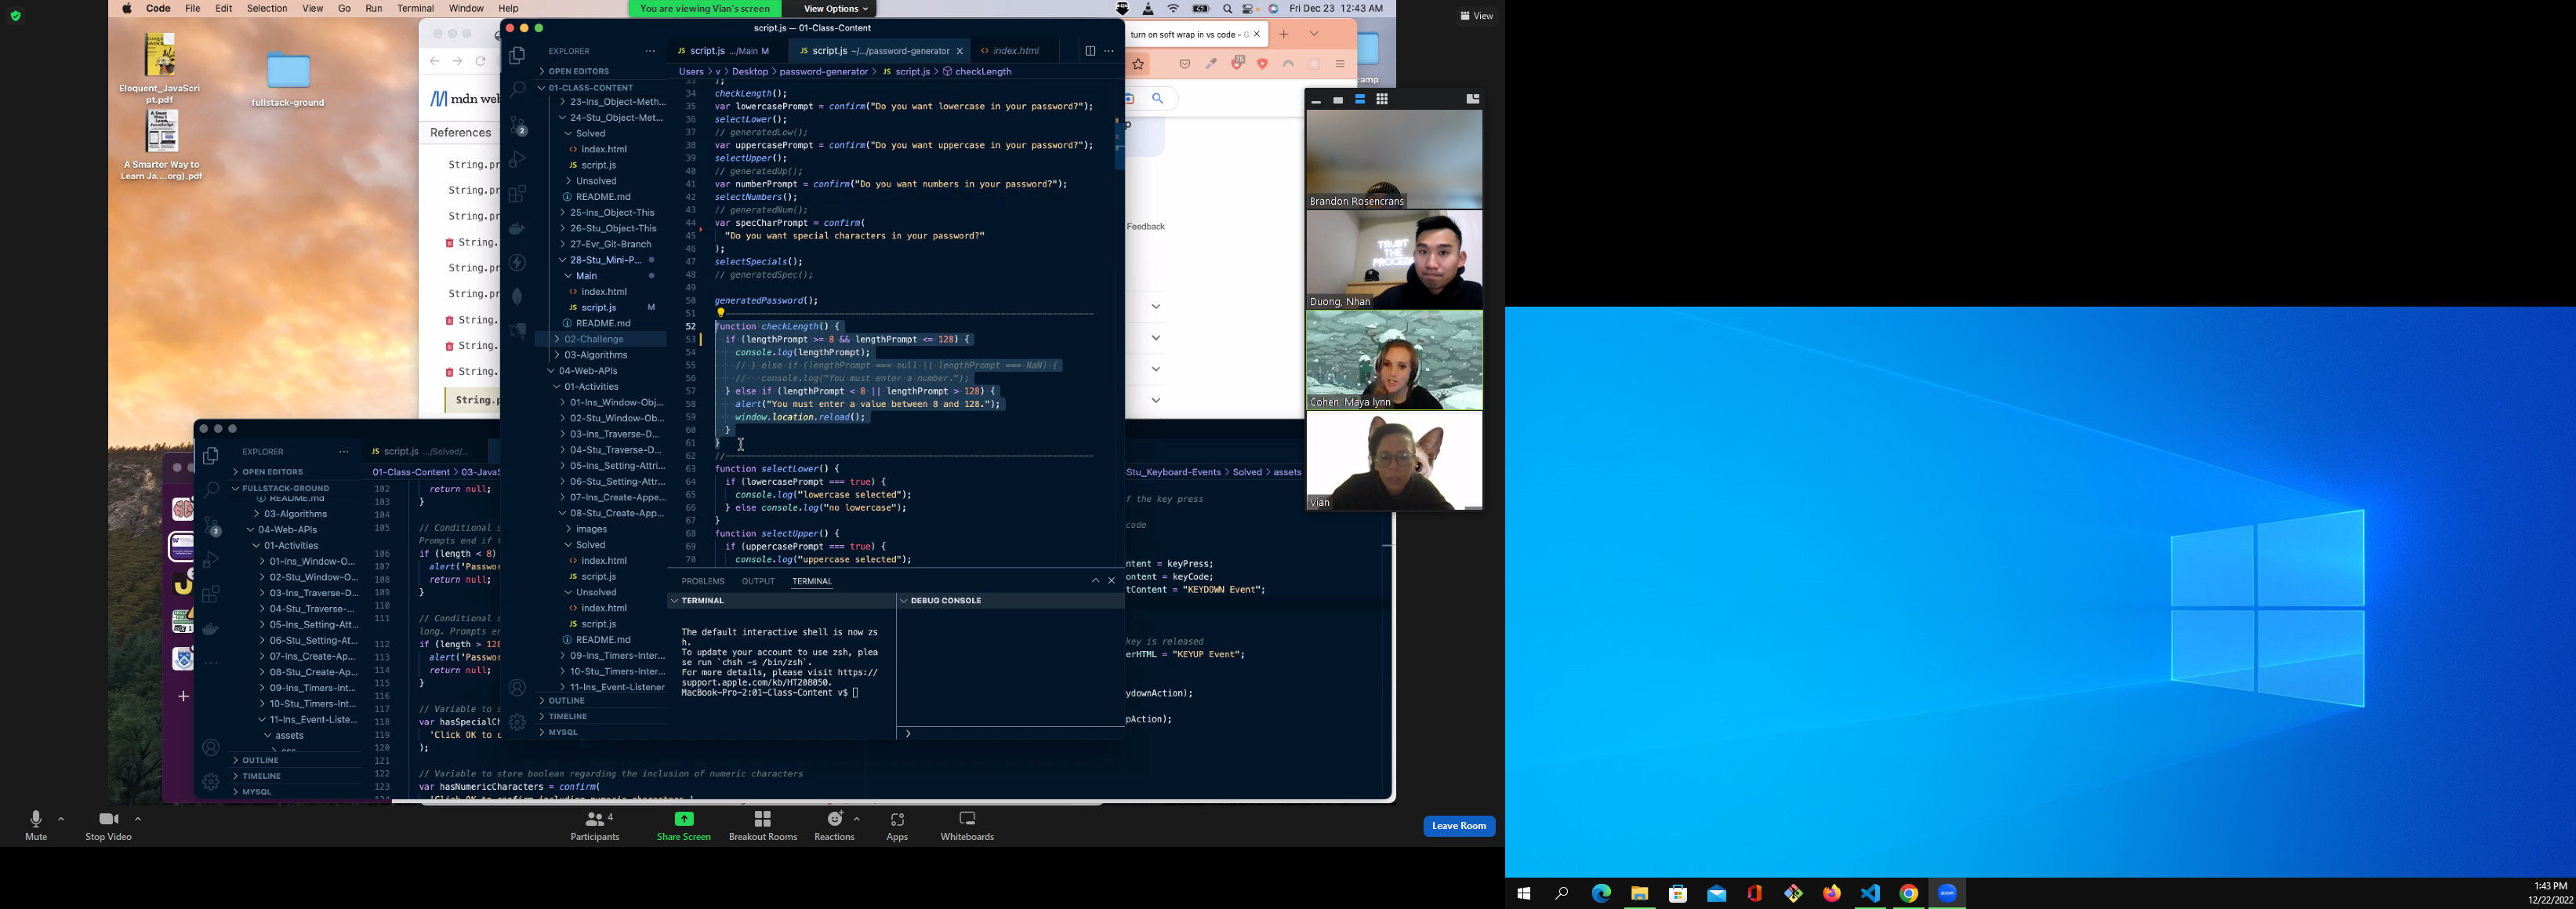 Code File Edit Selection View Go Run Terminal Window Help
You are viewing Vian's screen View Options
Fri Dec 23 12:43 AM
View
Eloquent_JavaScri
pt.pdf
fullstack-ground
A Smarter Way to
Learn Ja....org).pdf
mdn web
References
String.pr
String.pr
String.pr
String.
String.pr
String.pr
String.
String.
String.
String.p
turn on soft wrap in vs code - G
Feedback
script.js — 01-Class-Content
EXPLORER
OPEN EDITORS
01-CLASS-CONTENT
23-Ins_Object-Meth...
24-Stu_Object-Met...
Solved
index.html
script.js
Unsolved
README.md
25-Ins_Object-This
26-Stu_Object-This
27-Evr_Git-Branch
28-Stu_Mini-P...
Main
index.html
script.js M
README.md
02-Challenge
03-Algorithms
04-Web-APIs
01-Activities
01-Ins_Window-Obj...
02-Stu_Window-Ob...
03-Ins_Traverse-D...
04-Stu_Traverse-D...
05-Ins_Setting-Attri...
06-Stu_Setting-Attr...
07-Ins_Create-Appe...
08-Stu_Create-App...
images
Solved
index.html
script.js
Unsolved
index.html
script.js
README.md
09-Ins_Timers-Inter...
10-Stu_Timers-Inter...
11-Ins_Event-Listener
OUTLINE
TIMELINE
MYSQL
script.js .../Main M script.js ~/.../password-generator index.html
Users > v > Desktop > password-generator > script.js > checkLength
33 );
34 checkLength();
35 var lowercasePrompt = confirm("Do you want lowercase in your password?");
36 selectLower();
37 // generatedLow();
38 var uppercasePrompt = confirm("Do you want uppercase in your password?");
39 selectUpper();
40 // generatedUp();
41 var numberPrompt = confirm("Do you want numbers in your password?");
42 selectNumbers();
43 // generatedNum();
44 var specCharPrompt = confirm(
45 "Do you want special characters in your password?"
46 );
47 selectSpecials();
48 // generatedSpec();
49
50 generatedPassword();
51
52 function checkLength() {
53 if (lengthPrompt >= 8 && lengthPrompt <= 128) {
54 console.log(lengthPrompt);
55 // } else if (lengthPrompt === null || lengthPrompt === NaN) {
56 // console.log("You must enter a number.");
57 } else if (lengthPrompt < 8 || lengthPrompt > 128) {
58 alert("You must enter a value between 8 and 128.");
59 window.location.reload();
60 }
61 }
62 //
63 function selectLower() {
64 if (lowercasePrompt === true) {
65 console.log("lowercase selected");
66 } else console.log("no lowercase");
67 }
68 function selectUpper() {
69 if (uppercasePrompt === true) {
70 console.log("uppercase selected");
PROBLEMS OUTPUT TERMINAL
TERMINAL
The default interactive shell is now zs
h.
To update your account to use zsh, plea
se run `chsh -s /bin/zsh`.
For more details, please visit https://
support.apple.com/kb/HT208050.
MacBook-Pro-2:01-Class-Content v$
DEBUG CONSOLE
EXPLORER
OPEN EDITORS
FULLSTACK-GROUND
README.md
03-Algorithms
04-Web-APIs
01-Activities
01-Ins_Window-O...
02-Stu_Window-O...
03-Ins_Traverse-D...
04-Stu_Traverse-...
05-Ins_Setting-Att...
06-Stu_Setting-At...
07-Ins_Create-Ap...
08-Stu_Create-Ap...
09-Ins_Timers-Int...
10-Stu_Timers-Int...
11-Ins_Event-Liste...
assets
css
OUTLINE
TIMELINE
MYSQL
script.js .../Solved/...
01-Class-Content > 03-JavaS
102 return null;
103 }
104
105 // Conditional s
Prompts end if t
106 if (length < 8)
107 alert('Passwor
108 return null;
109 }
110
111 // Conditional s
long. Prompts en
112 if (length > 128
113 alert('Passwor
114 return null;
115 }
116
117 // Variable to s
118 var hasSpecialCh
119 'Click OK to c
120 );
121
122 // Variable to store boolean regarding the inclusion of numeric characters
123 var hasNumericCharacters = confirm(
124 'Click OK to confirm including numeric characters.'
-Stu_Keyboard-Events > Solved > assets
f the key press
code
ntent = keyPress;
ontent = keyCode;
tContent = "KEYDOWN Event";
key is released
erHTML = "KEYUP Event";
ydownAction);
pAction);
Brandon Rosencrans
TRUST
THE
PROCESS
Duong, Nhan
Cohen, Maya lynn
Vian
Mute
Stop Video
4
Participants
Share Screen
Breakout Rooms
Reactions
Apps
Whiteboards
Leave Room
zoom
1:43 PM
12/22/2022